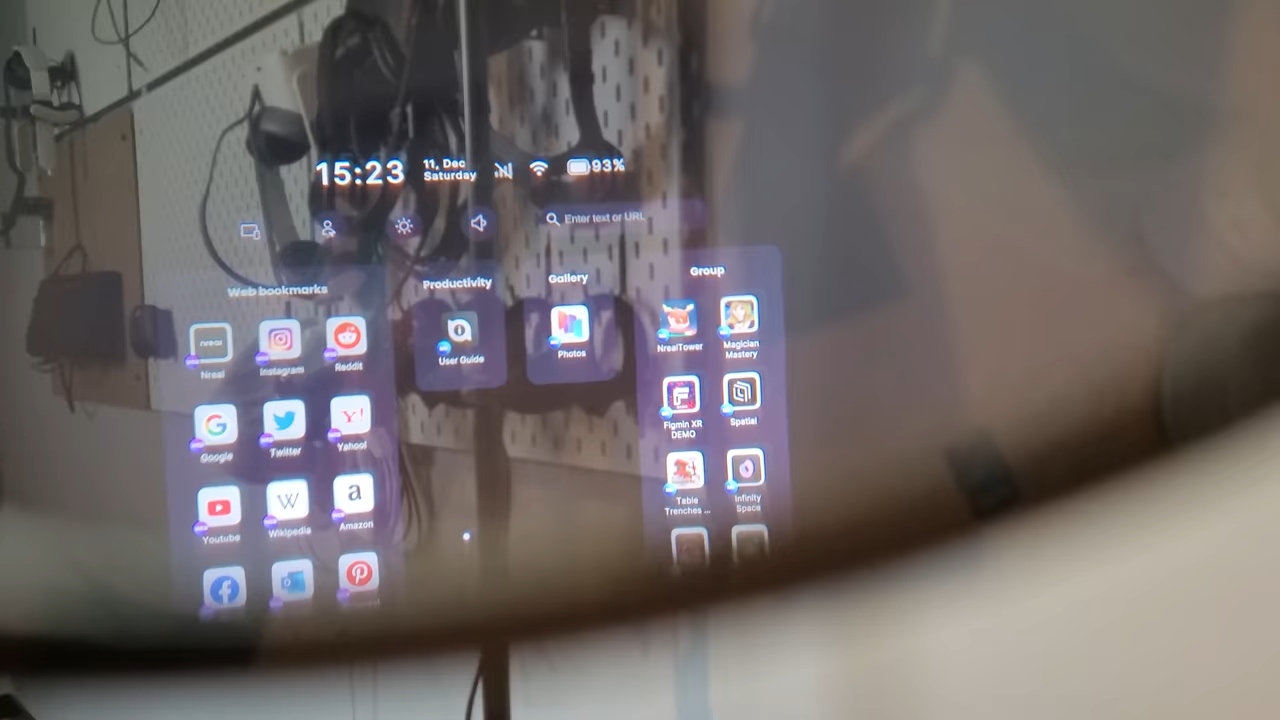 15:23
11, Dec
Saturday
93%
Enter text or URL
Web bookmarks
Productivity
Gallery
Group
nreal
Nreal
Instagram
Reddit
User Guide
Photos
NrealTower
Magician
Mastery
G
Google
Twitter
Y!
Yahoo!
Figmin XR
DEMO
Spatial
Youtube
W
Wikipedia
a
Amazon
Table
Trenches ...
Infinity
Space